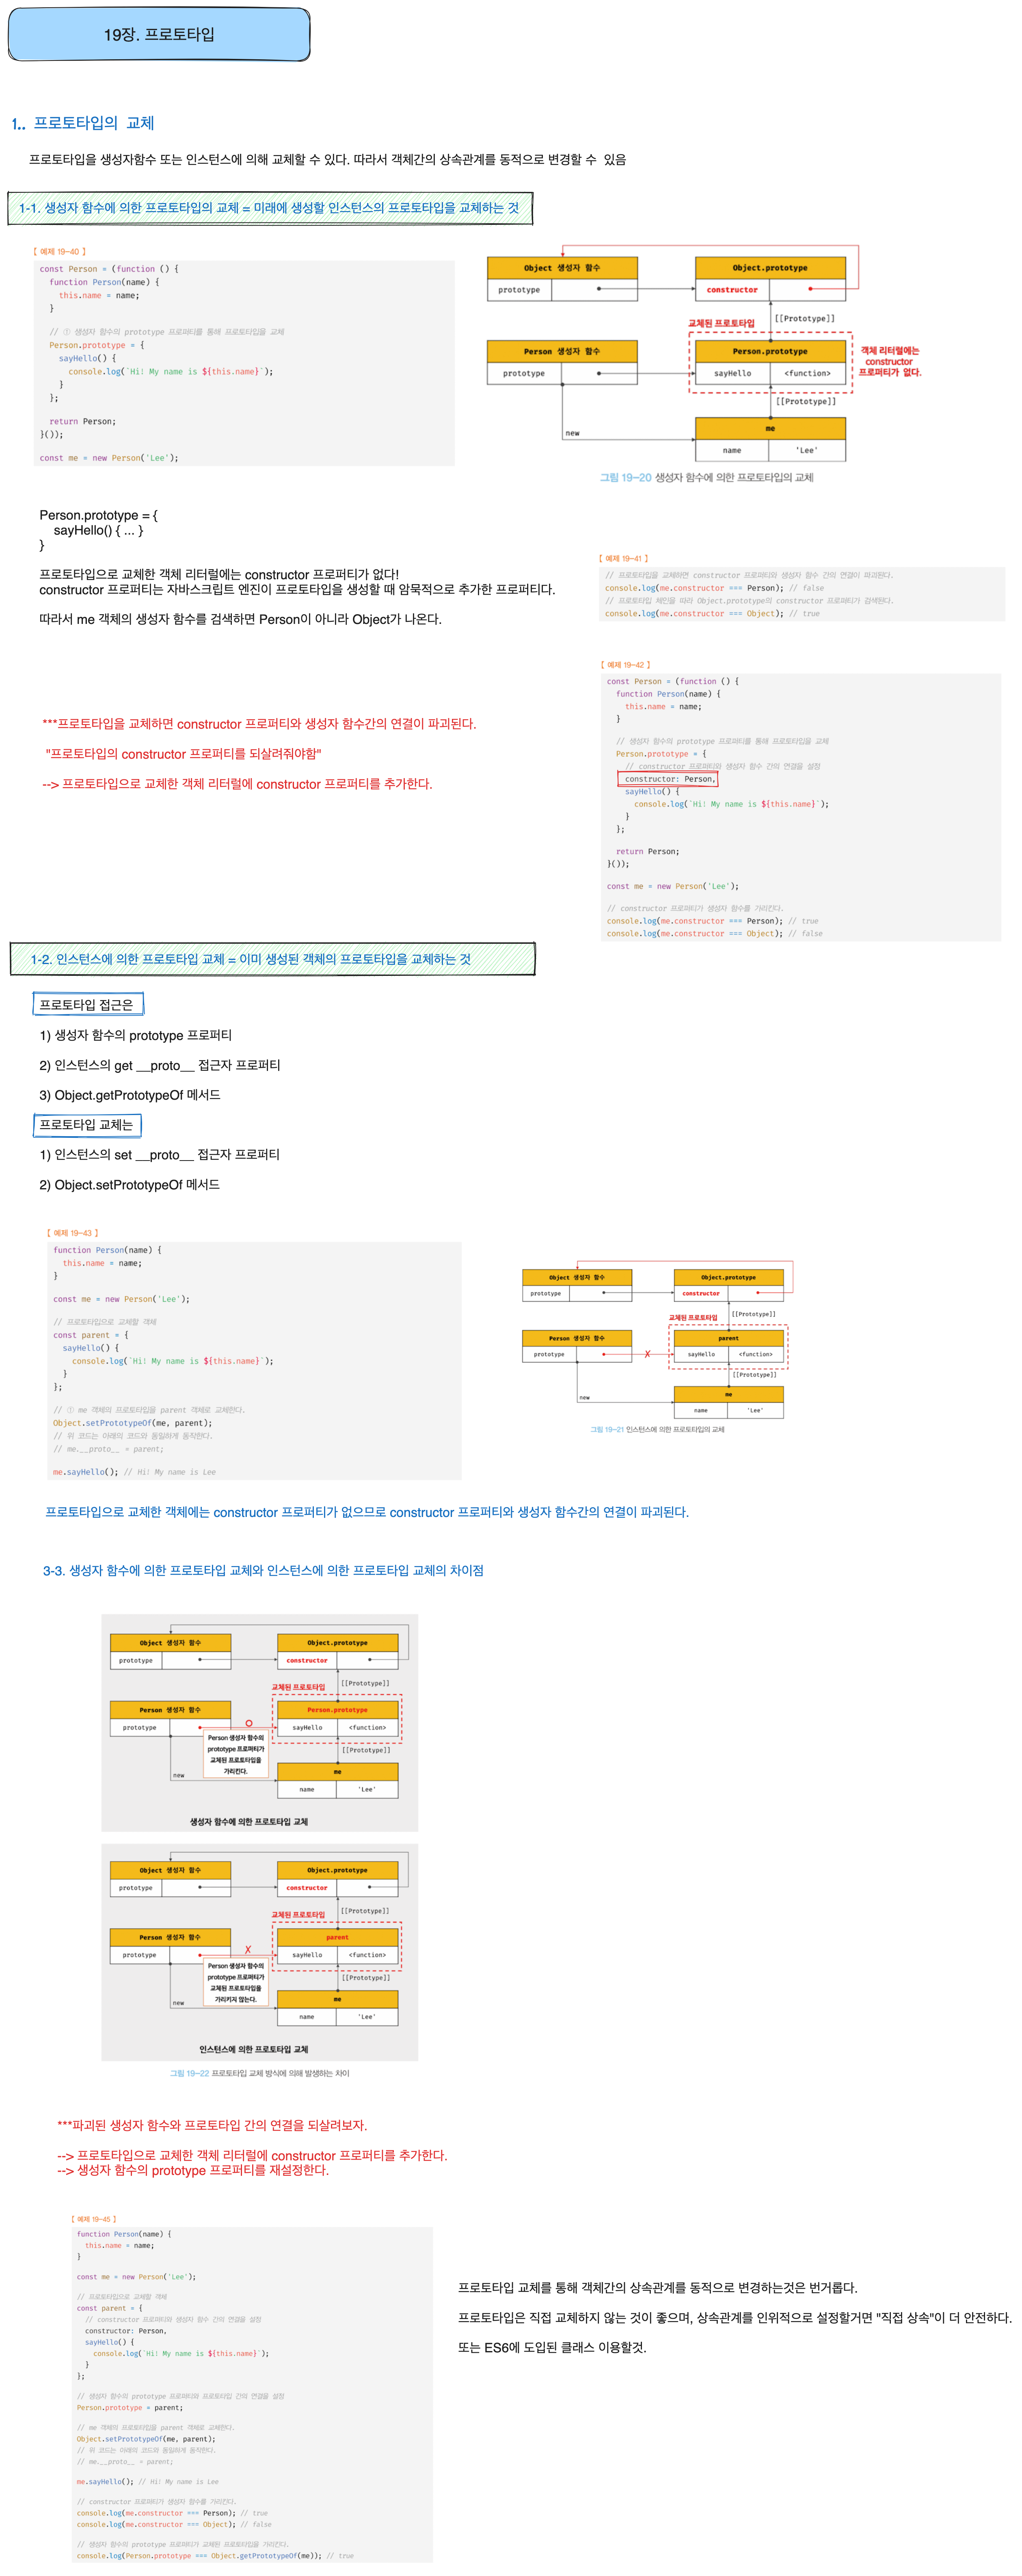 19장. 프로토타입
1.. 프로토타입의 교체
프로토타입을 생성자함수 또는 인스턴스에 의해 교체할 수 있다. 따라서 객체간의 상속관계를 동적으로 변경할 수 있음
1-1. 생성자 함수에 의한 프로토타입의 교체 = 미래에 생성할 인스턴스의 프로토타입을 교체하는 것
【 예제 19-40 】
const Person = (function () {
function Person(name) {
this.name = name;
}
// ① 생성자 함수의 prototype 프로퍼티를 통해 프로토타입을 교체
Person.prototype = {
sayHello() {
console.log(`Hi! My name is ${this.name}`);
}
};
return Person;
}());
const me = new Person('Lee');
Object 생성자 함수
prototype
Object.prototype
constructor
[[Prototype]]
교체된 프로토타입
Person 생성자 함수
prototype
Person.prototype
sayHello <function>
객체 리터럴에는
constructor
프로퍼티가 없다.
[[Prototype]]
new
me
name 'Lee'
그림 19-20 생성자 함수에 의한 프로토타입의 교체
Person.prototype = {
sayHello() { ... }
}
프로토타입으로 교체한 객체 리터럴에는 constructor 프로퍼티가 없다!
constructor 프로퍼티는 자바스크립트 엔진이 프로토타입을 생성할 때 암묵적으로 추가한 프로퍼티다.
따라서 me 객체의 생성자 함수를 검색하면 Person이 아니라 Object가 나온다.
【 예제 19-41 】
// 프로토타입을 교체하면 constructor 프로퍼티와 생성자 함수 간의 연결이 파괴된다.
console.log(me.constructor === Person); // false
// 프로토타입 체인을 따라 Object.prototype의 constructor 프로퍼티가 검색된다.
console.log(me.constructor === Object); // true
***프로토타입을 교체하면 constructor 프로퍼티와 생성자 함수간의 연결이 파괴된다.
"프로토타입의 constructor 프로퍼티를 되살려줘야함"
--> 프로토타입으로 교체한 객체 리터럴에 constructor 프로퍼티를 추가한다.
【 예제 19-42 】
const Person = (function () {
function Person(name) {
this.name = name;
}
// 생성자 함수의 prototype 프로퍼티를 통해 프로토타입을 교체
Person.prototype = {
// constructor 프로퍼티와 생성자 함수 간의 연결을 설정
constructor: Person,
sayHello() {
console.log(`Hi! My name is ${this.name}`);
}
};
return Person;
}());
const me = new Person('Lee');
// constructor 프로퍼티가 생성자 함수를 가리킨다.
console.log(me.constructor === Person); // true
console.log(me.constructor === Object); // false
1-2. 인스턴스에 의한 프로토타입 교체 = 이미 생성된 객체의 프로토타입을 교체하는 것
프로토타입 접근은
1) 생성자 함수의 prototype 프로퍼티
2) 인스턴스의 get __proto__ 접근자 프로퍼티
3) Object.getPrototypeOf 메서드
프로토타입 교체는
1) 인스턴스의 set __proto__ 접근자 프로퍼티
2) Object.setPrototypeOf 메서드
【 예제 19-43 】
function Person(name) {
this.name = name;
}
const me = new Person('Lee');
// 프로토타입으로 교체할 객체
const parent = {
sayHello() {
console.log(`Hi! My name is ${this.name}`);
}
};
// ① me 객체의 프로토타입을 parent 객체로 교체한다.
Object.setPrototypeOf(me, parent);
// 위 코드는 아래의 코드와 동일하게 동작한다.
// me.__proto__ = parent;
me.sayHello(); // Hi! My name is Lee
Object 생성자 함수
prototype
Object.prototype
constructor
[[Prototype]]
교체된 프로토타입
Person 생성자 함수
prototype
X
parent
sayHello <function>
[[Prototype]]
new
me
name 'Lee'
그림 19-21 인스턴스에 의한 프로토타입의 교체
프로토타입으로 교체한 객체에는 constructor 프로퍼티가 없으므로 constructor 프로퍼티와 생성자 함수간의 연결이 파괴된다.
3-3. 생성자 함수에 의한 프로토타입 교체와 인스턴스에 의한 프로토타입 교체의 차이점
Object 생성자 함수
prototype
Object.prototype
constructor
[[Prototype]]
교체된 프로토타입
Person 생성자 함수
prototype
Person.prototype
sayHello <function>
Person 생성자 함수의
prototype 프로퍼티가
교체된 프로토타입을
가리킨다.
[[Prototype]]
new
me
name 'Lee'
생성자 함수에 의한 프로토타입 교체
Object 생성자 함수
prototype
Object.prototype
constructor
[[Prototype]]
교체된 프로토타입
Person 생성자 함수
prototype
X
parent
sayHello <function>
Person 생성자 함수의
prototype 프로퍼티가
교체된 프로토타입을
가리키지 않는다.
[[Prototype]]
new
me
name 'Lee'
인스턴스에 의한 프로토타입 교체
그림 19-22 프로토타입 교체 방식에 의해 발생하는 차이
***파괴된 생성자 함수와 프로토타입 간의 연결을 되살려보자.
--> 프로토타입으로 교체한 객체 리터럴에 constructor 프로퍼티를 추가한다.
--> 생성자 함수의 prototype 프로퍼티를 재설정한다.
【 예제 19-45 】
function Person(name) {
this.name = name;
}
const me = new Person('Lee');
// 프로토타입으로 교체할 객체
const parent = {
// constructor 프로퍼티와 생성자 함수 간의 연결을 설정
constructor: Person,
sayHello() {
console.log(`Hi! My name is ${this.name}`);
}
};
// 생성자 함수의 prototype 프로퍼티와 프로토타입 간의 연결을 설정
Person.prototype = parent;
// me 객체의 프로토타입을 parent 객체로 교체한다.
Object.setPrototypeOf(me, parent);
// 위 코드는 아래의 코드와 동일하게 동작한다.
// me.__proto__ = parent;
me.sayHello(); // Hi! My name is Lee
// constructor 프로퍼티가 생성자 함수를 가리킨다.
console.log(me.constructor === Person); // true
console.log(me.constructor === Object); // false
// 생성자 함수의 prototype 프로퍼티가 교체된 프로토타입을 가리킨다.
console.log(Person.prototype === Object.getPrototypeOf(me)); // true
프로토타입 교체를 통해 객체간의 상속관계를 동적으로 변경하는것은 번거롭다.
프로토타입은 직접 교체하지 않는 것이 좋으며, 상속관계를 인위적으로 설정할거면 "직접 상속"이 더 안전하다.
또는 ES6에 도입된 클래스 이용할것.